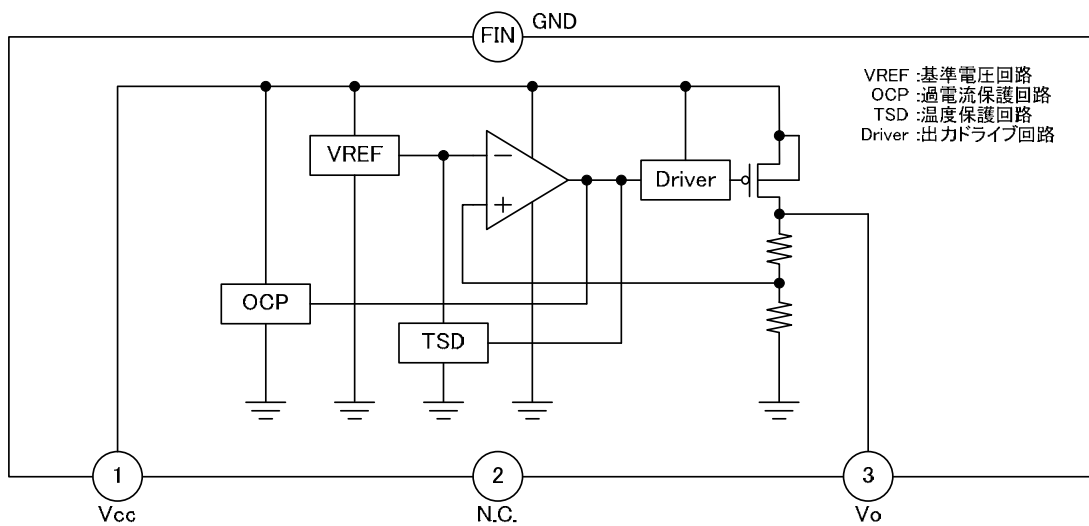 FIN
GND
VREF :基準電圧回路
OCP :過電流保護回路
TSD :温度保護回路
Driver :出力ドライブ回路
VREF
−
+
Driver
OCP
TSD
1
2
3
Vcc
N.C.
Vo